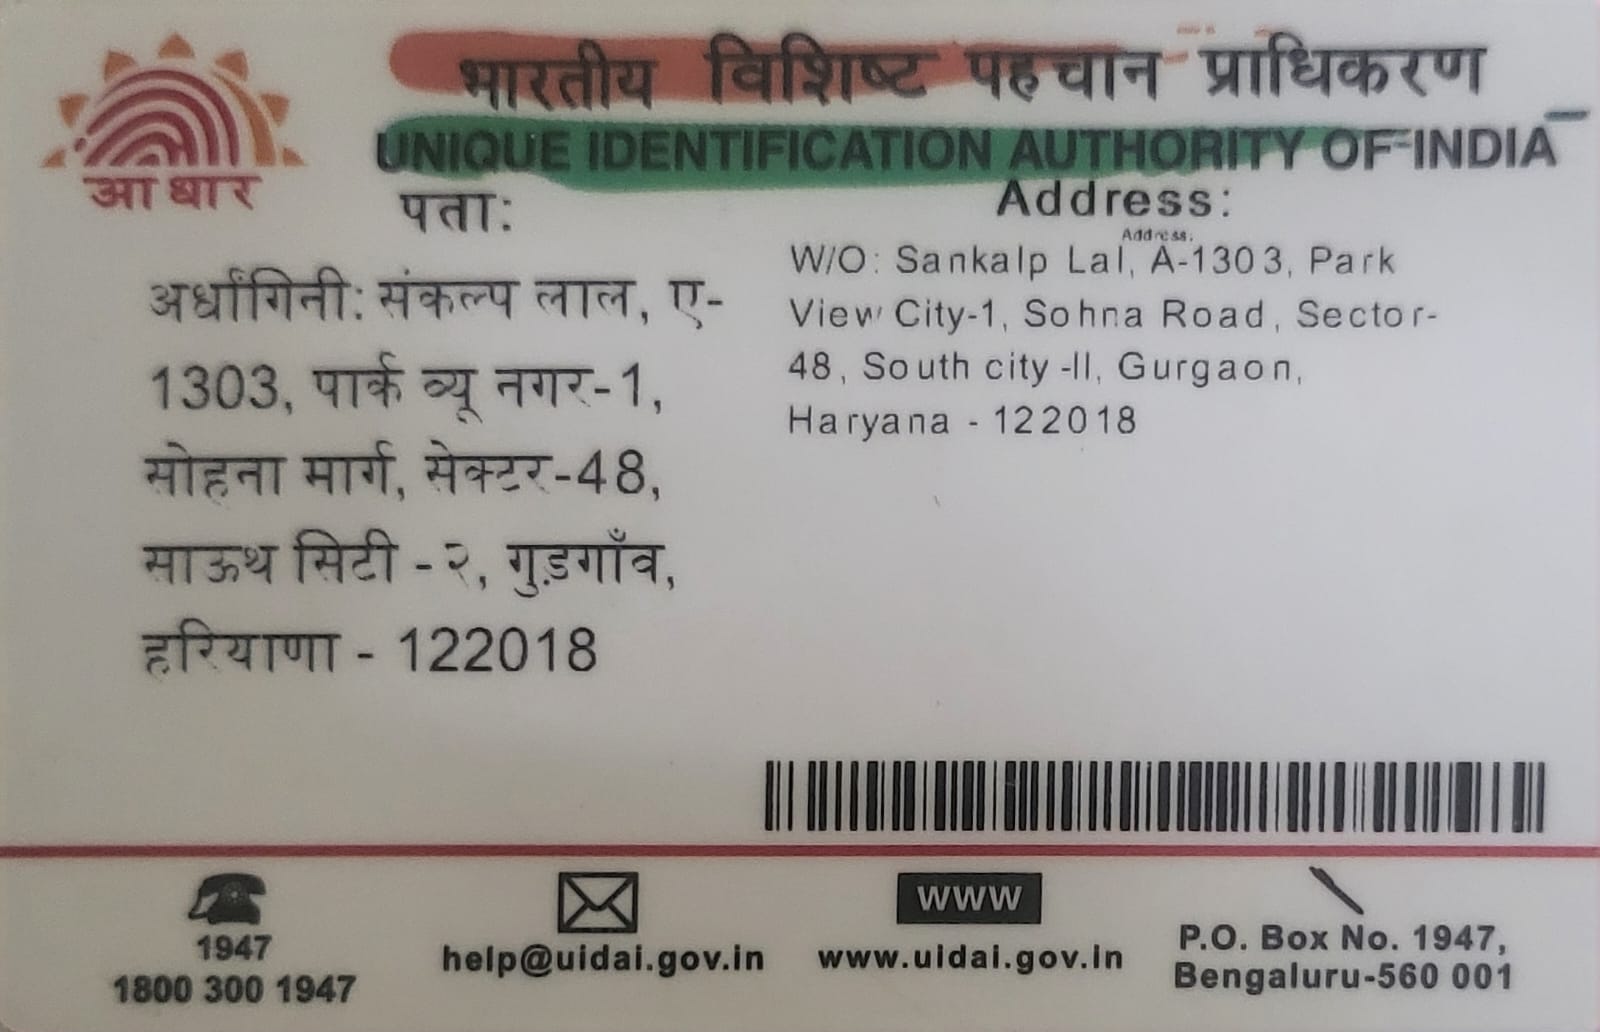 भारतीय विशिष्ट पहचान प्राधिकरण
UNIQUE IDENTIFICATION AUTHORITY OF INDIA
आधार
पता:
अर्धांगिनी: संकल्प लाल, ए-
1303, पार्क व्यू नगर-1,
सोहना मार्ग, सेक्टर-48,
साऊथ सिटी - २, गुड़गाँव,
हरियाणा - 122018
Address:
Address:
W/O: Sankalp Lal, A-1303, Park
View City-1, Sohna Road, Sector-
48, South city -II, Gurgaon,
Haryana - 122018
1947
1800 300 1947
help@uidai.gov.in
WWW
www.uidai.gov.in
P.O. Box No. 1947,
Bengaluru-560 001